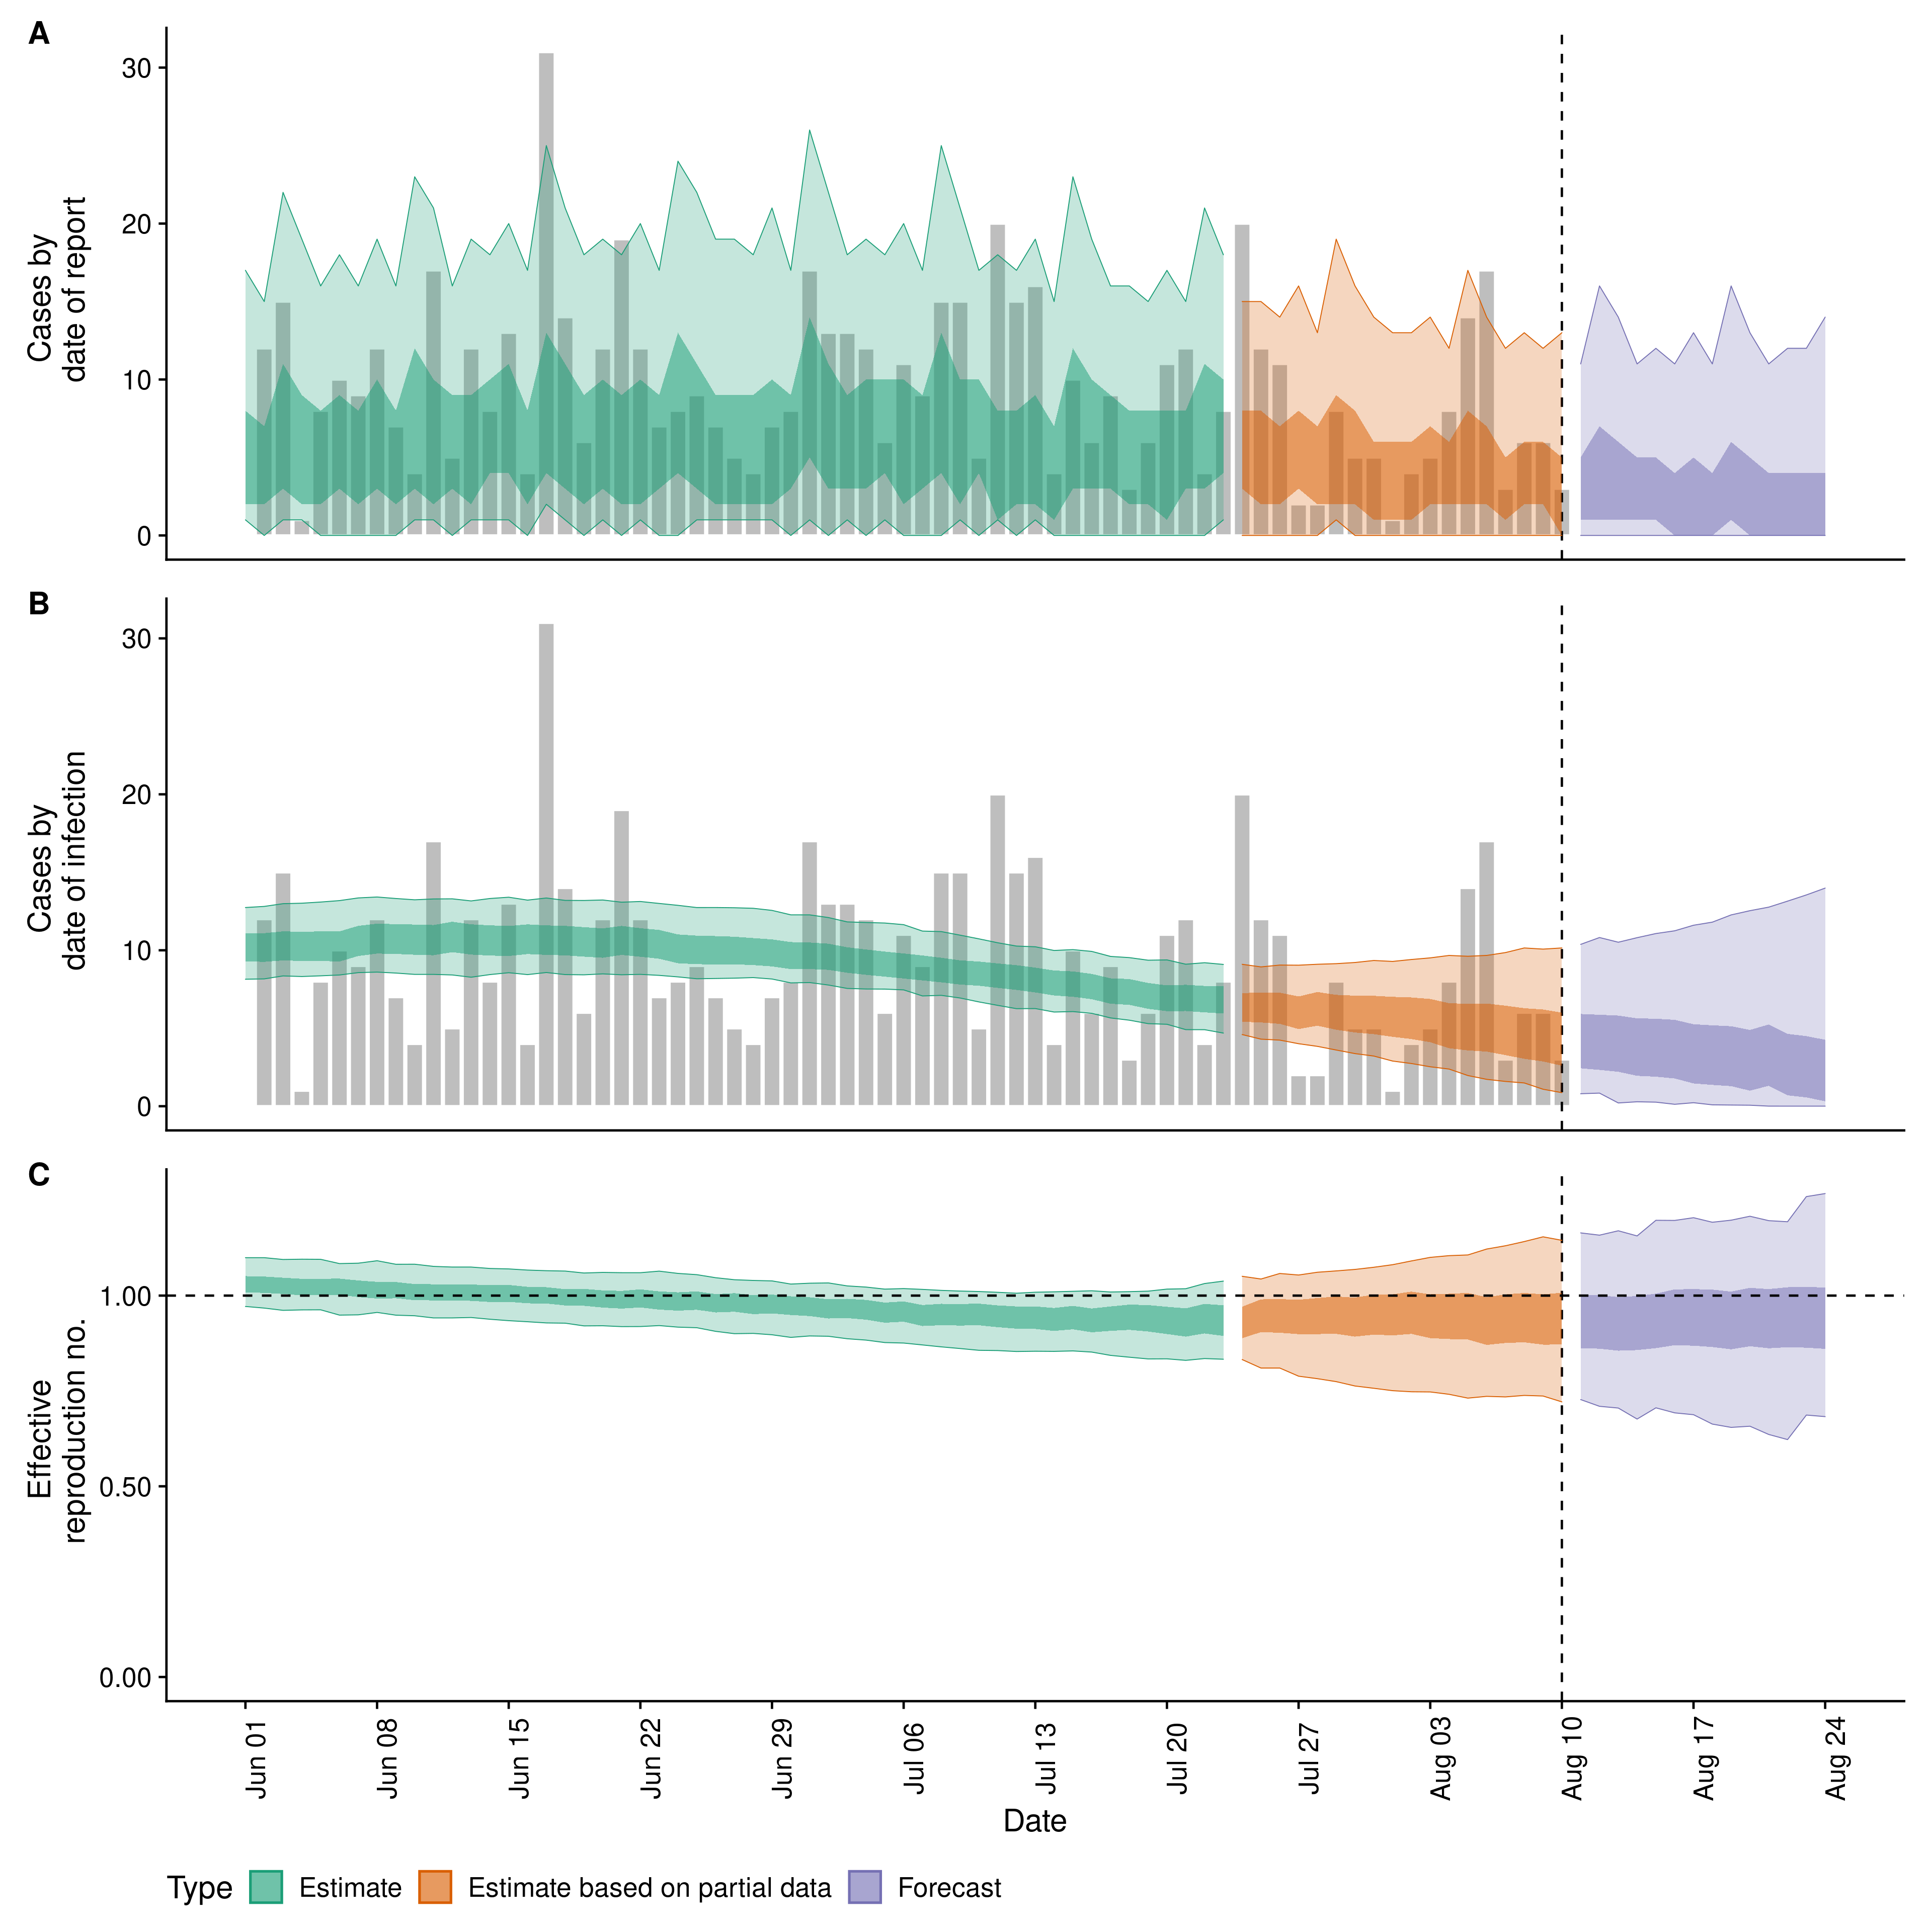 A
30
20
10
0
Cases by
date of report
B
30
20
10
0
Cases by
date of infection
C
1.00
0.50
0.00
Effective
reproduction no.
Jun 01
Jun 08
Jun 15
Jun 22
Jun 29
Jul 06
Jul 13
Jul 20
Jul 27
Aug 03
Aug 10
Aug 17
Aug 24
Date
Type Estimate Estimate based on partial data Forecast